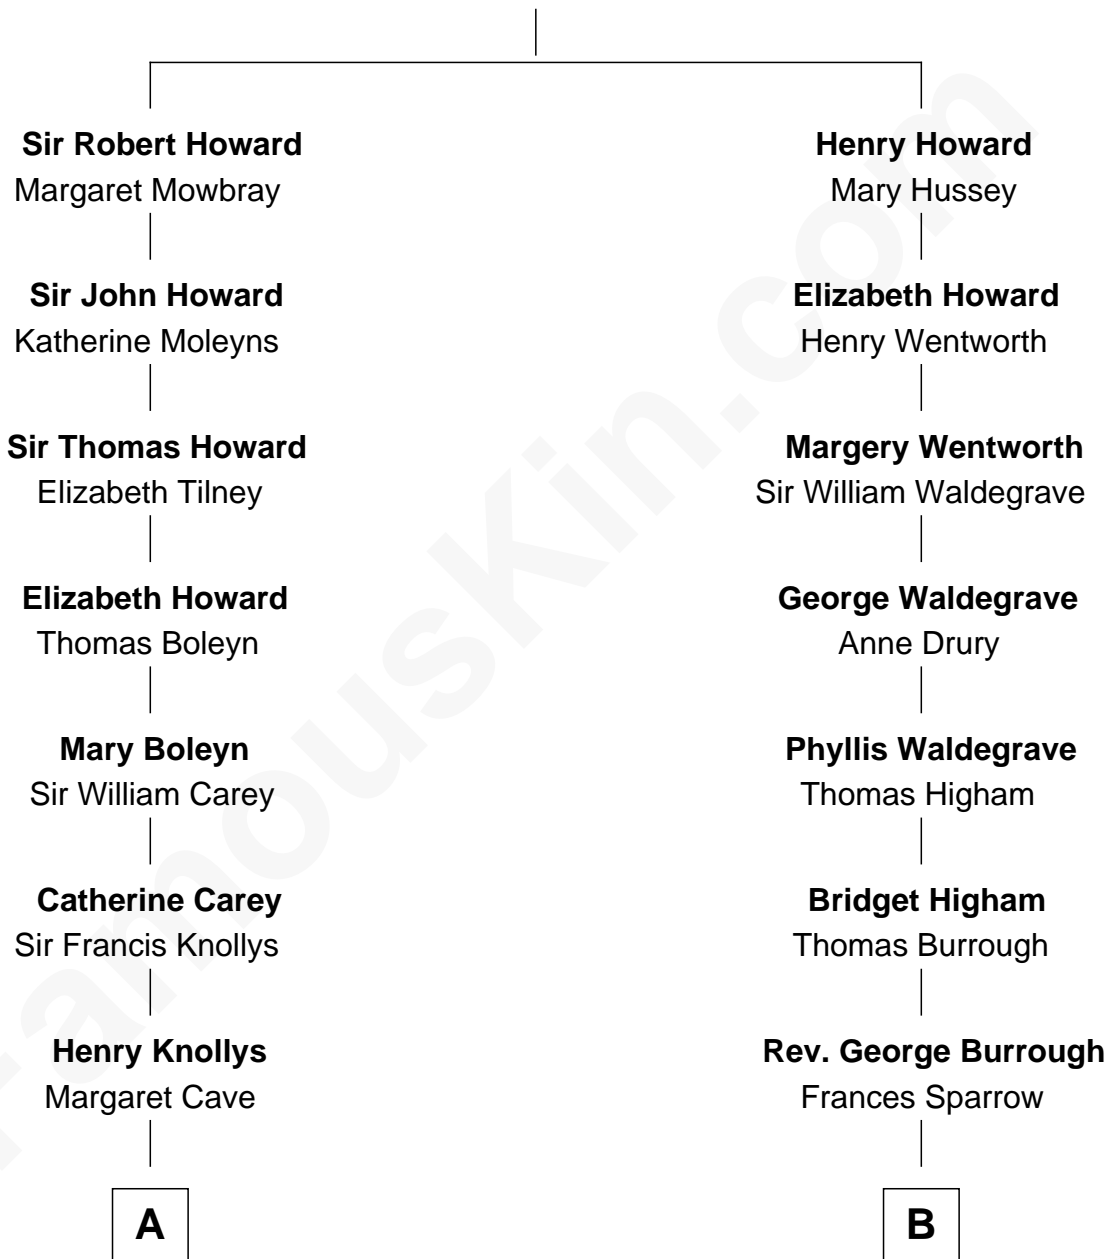 Sir Robert Howard
Margaret Mowbray
Sir John Howard
Katherine Moleyns
Sir Thomas Howard
Elizabeth Tilney
Elizabeth Howard
Thomas Boleyn
Mary Boleyn
Sir William Carey
Catherine Carey
Sir Francis Knollys
Henry Knollys
Margaret Cave
A
Henry Howard
Mary Hussey
Elizabeth Howard
Henry Wentworth
Margery Wentworth
Sir William Waldegrave
George Waldegrave
Anne Drury
Phyllis Waldegrave
Thomas Higham
Bridget Higham
Thomas Burrough
Rev. George Burrough
Frances Sparrow
B
FamousKin.com